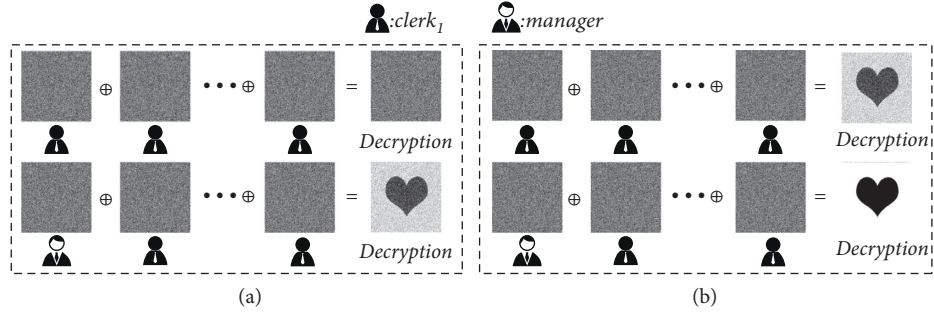 :clerk1 :manager
⊕ ⊕ = ⊕ ⊕ =
Decryption Decryption
⊕ ⊕ = ⊕ ⊕ =
Decryption Decryption
(a) (b)